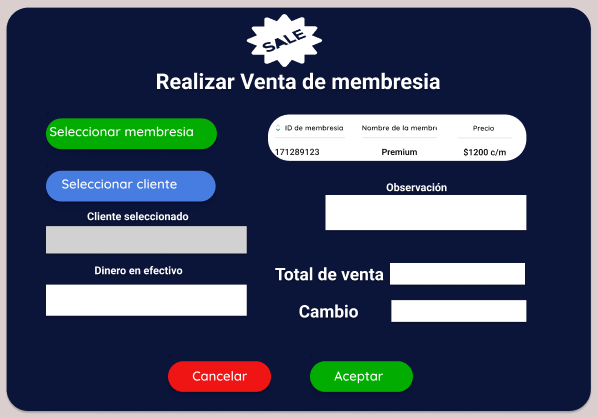 SALE
Realizar Venta de membresia
Seleccionar membresia
ID de membresia Nombre de la membr
171289123 Premium $1200 c/m
Precio
Seleccionar cliente
Cliente seleccionado
Observación
Dinero en efectivo
Total de venta
Cambio
Cancelar
Aceptar